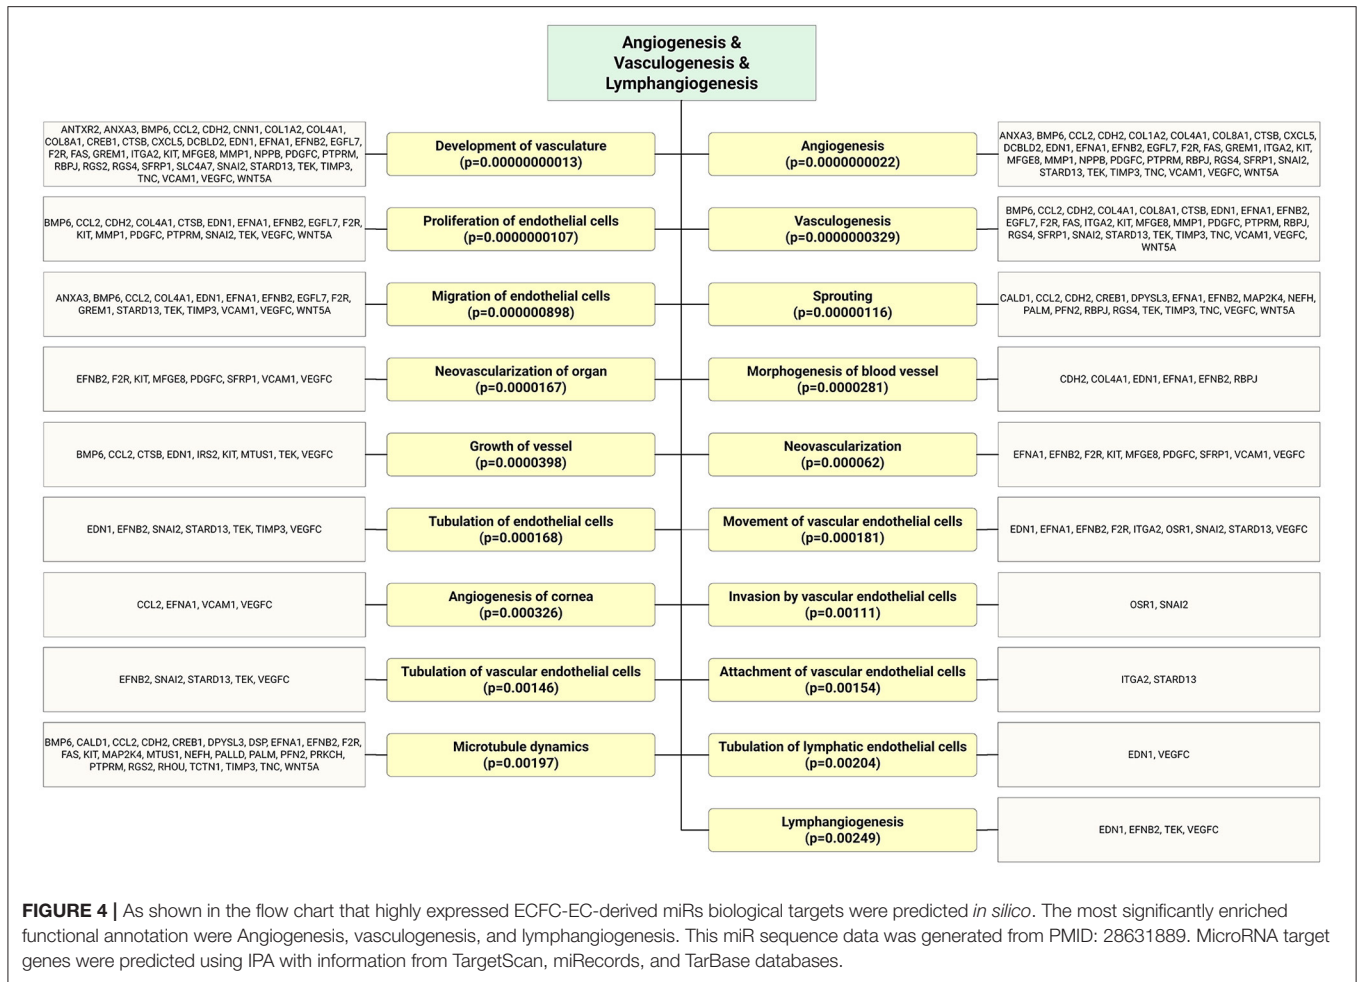 Angiogenesis &
Vasculogenesis &
Lymphangiogenesis
ANTXR2, ANXA3, BMP6, CCL2, CDH2, CNN1, COL1A2, COL4A1,
COL8A1, CREB1, CTSB, CXCL5, DCBLD2, EDN1, EFNA1, EFNB2, EGFL7,
F2R, FAS, GREM1, ITGA2, KIT, MFGE8, MMP1, NPPB, PDGFC, PTPRM,
RBPJ, RGS2, RGS4, SFRP1, SLC4A7, SNAI2, STARD13, TEK, TIMP3,
TNC, VCAM1, VEGFC, WNT5A
Development of vasculature
(p=0.00000000013)
Angiogenesis
(p=0.0000000022)
ANXA3, BMP6, CCL2, CDH2, COL1A2, COL4A1, COL8A1, CTSB, CXCL5,
DCBLD2, EDN1, EFNA1, EFNB2, EGFL7, F2R, FAS, GREM1, ITGA2, KIT,
MFGE8, MMP1, NPPB, PDGFC, PTPRM, RBPJ, RGS4, SFRP1, SNAI2,
STARD13, TEK, TIMP3, TNC, VCAM1, VEGFC, WNT5A
BMP6, CCL2, CDH2, COL4A1, CTSB, EDN1, EFNA1, EFNB2, EGFL7, F2R,
KIT, MMP1, PDGFC, PTPRM, SNAI2, TEK, VEGFC, WNT5A
Proliferation of endothelial cells
(p=0.0000000107)
Vasculogenesis
(p=0.0000000329)
BMP6, CCL2, CDH2, COL4A1, COL8A1, CTSB, EDN1, EFNA1, EFNB2,
EGFL7, F2R, FAS, ITGA2, KIT, MFGE8, MMP1, PDGFC, PTPRM, RBPJ,
RGS4, SFRP1, SNAI2, STARD13, TEK, TIMP3, TNC, VCAM1, VEGFC,
WNT5A
ANXA3, BMP6, CCL2, COL4A1, EDN1, EFNA1, EFNB2, EGFL7, F2R,
GREM1, STARD13, TEK, TIMP3, VCAM1, VEGFC, WNT5A
Migration of endothelial cells
(p=0.000000898)
Sprouting
(p=0.00000116)
CALD1, CCL2, CDH2, CREB1, DPYSL3, EFNA1, EFNB2, MAP2K4, NEFH,
PALM, PFN2, RBPJ, RGS4, TEK, TIMP3, TNC, VEGFC, WNT5A
EFNB2, F2R, KIT, MFGE8, PDGFC, SFRP1, VCAM1, VEGFC
Neovascularization of organ
(p=0.0000167)
Morphogenesis of blood vessel
(p=0.0000281)
CDH2, COL4A1, EDN1, EFNA1, EFNB2, RBPJ
BMP6, CCL2, CTSB, EDN1, IRS2, KIT, MTUS1, TEK, VEGFC
Growth of vessel
(p=0.0000398)
Neovascularization
(p=0.000062)
EFNA1, EFNB2, F2R, KIT, MFGE8, PDGFC, SFRP1, VCAM1, VEGFC
EDN1, EFNB2, SNAI2, STARD13, TEK, TIMP3, VEGFC
Tubulation of endothelial cells
(p=0.000168)
Movement of vascular endothelial cells
(p=0.000181)
EDN1, EFNA1, EFNB2, F2R, ITGA2, OSR1, SNAI2, STARD13, VEGFC
CCL2, EFNA1, VCAM1, VEGFC
Angiogenesis of cornea
(p=0.000326)
Invasion by vascular endothelial cells
(p=0.00111)
OSR1, SNAI2
EFNB2, SNAI2, STARD13, TEK, VEGFC
Tubulation of vascular endothelial cells
(p=0.00146)
Attachment of vascular endothelial cells
(p=0.00154)
ITGA2, STARD13
BMP6, CALD1, CCL2, CDH2, CREB1, DPYSL3, DSP, EFNA1, EFNB2, F2R,
FAS, KIT, MAP2K4, MTUS1, NEFH, PALLD, PALM, PFN2, PRKCH,
PTPRM, RGS2, RHOU, TCTN1, TIMP3, TNC, WNT5A
Microtubule dynamics
(p=0.00197)
Tubulation of lymphatic endothelial cells
(p=0.00204)
EDN1, VEGFC
Lymphangiogenesis
(p=0.00249)
EDN1, EFNB2, TEK, VEGFC
FIGURE 4 | As shown in the flow chart that highly expressed ECFC-EC-derived miRs biological targets were predicted in silico. The most significantly enriched
functional annotation were Angiogenesis, vasculogenesis, and lymphangiogenesis. This miR sequence data was generated from PMID: 28631889. MicroRNA target
genes were predicted using IPA with information from TargetScan, miRecords, and TarBase databases.